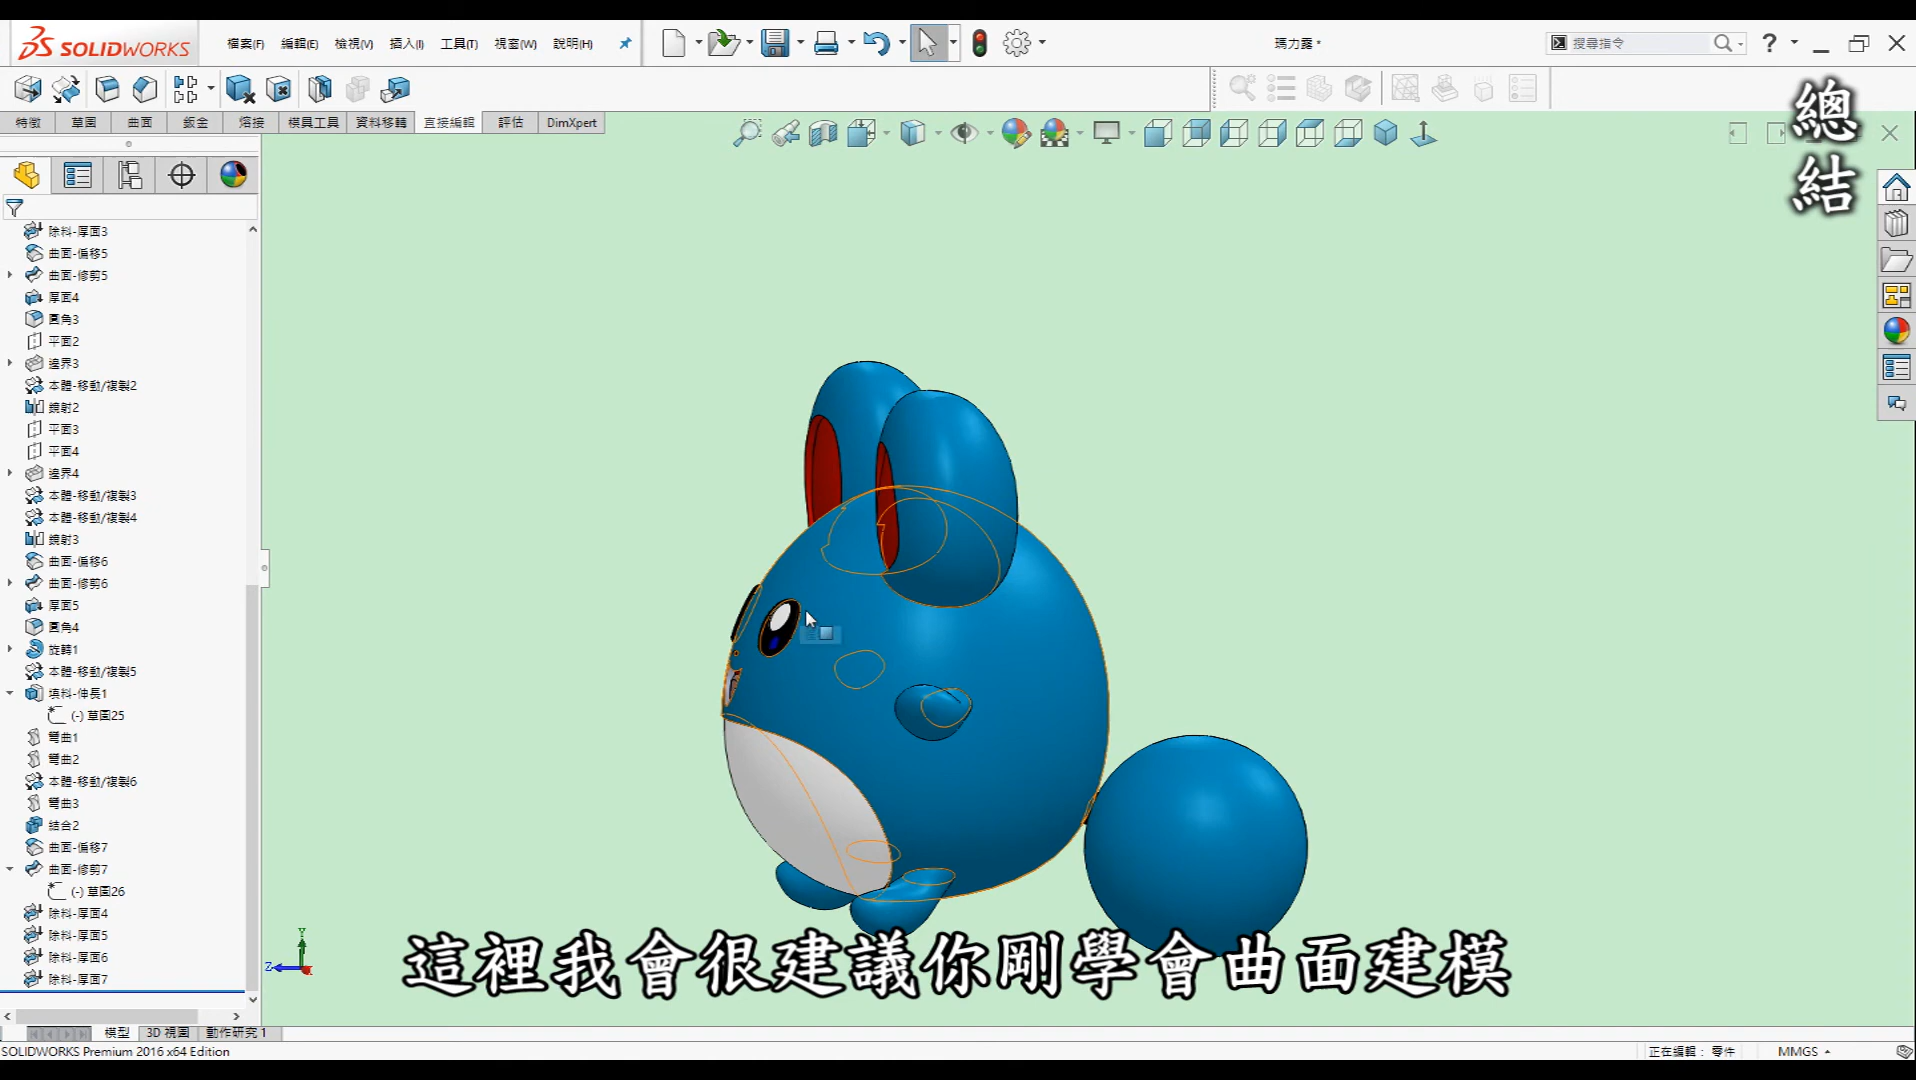 SOLIDWORKS 檔案(F) 編輯(E) 檢視(V) 插入(I) 工具(T) 視窗(W) 說明(H) 瑪力露 * 搜尋指令
總
結
特徵 草圖 曲面 鈑金 熔接 模具工具 資料移轉 直接編輯 評估 DimXpert
除料-厚面3
曲面-偏移5
曲面-修剪5
厚面4
圓角3
平面2
邊界3
本體-移動/複製2
鏡射2
平面3
平面4
邊界4
本體-移動/複製3
本體-移動/複製4
鏡射3
曲面-偏移6
曲面-修剪6
厚面5
圓角4
旋轉1
本體-移動/複製5
填料-伸長1
(-) 草圖25
彎曲1
彎曲2
本體-移動/複製6
彎曲3
結合2
曲面-偏移7
曲面-修剪7
(-) 草圖26
除料-厚面4
除料-厚面5
除料-厚面6
除料-厚面7
Y
Z
這裡我會很建議你剛學會曲面建模
模型 3D 視圖 動作研究 1
SOLIDWORKS Premium 2016 x64 Edition 正在編輯： 零件 MMGS